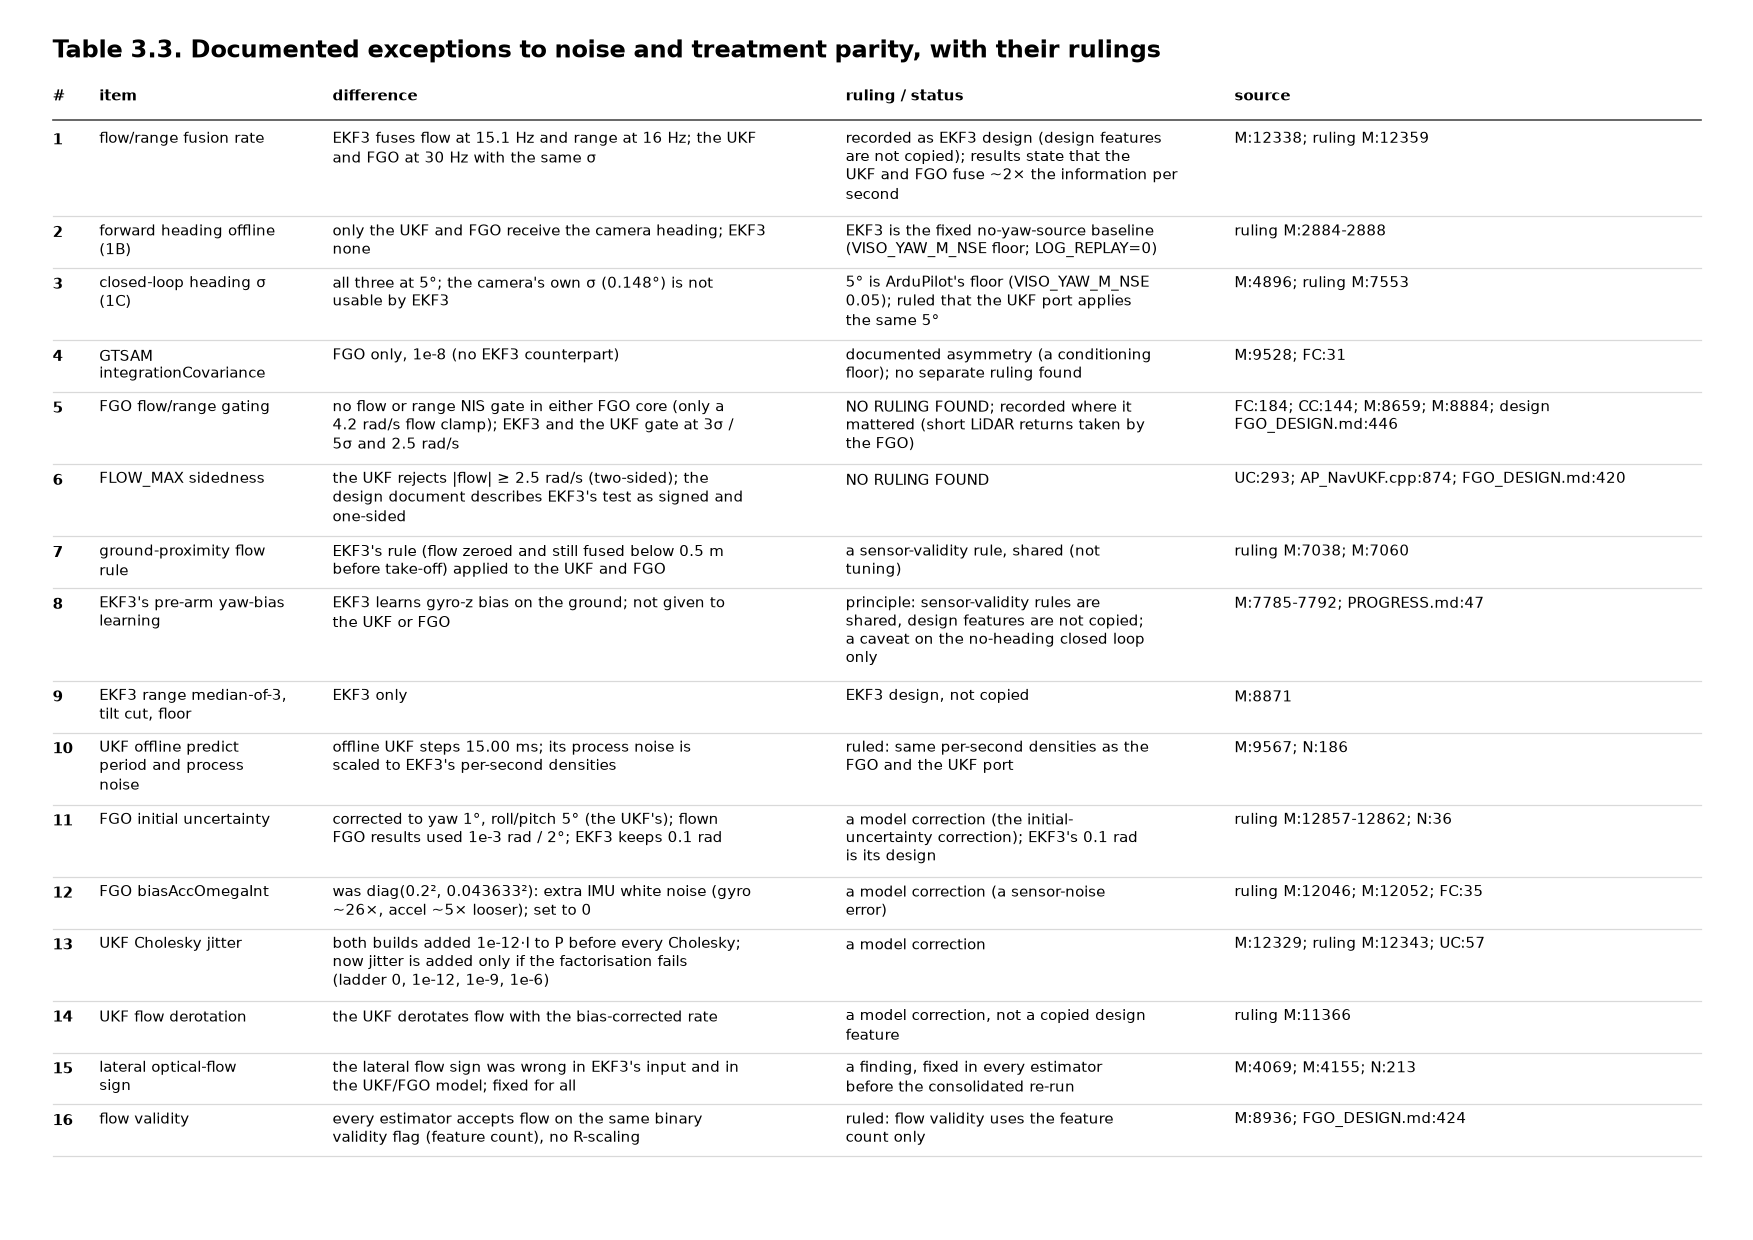 Table 3.3. Documented exceptions to noise and treatment parity, with their rulings
# item difference ruling / status source
1 flow/range fusion rate EKF3 fuses flow at 15.1 Hz and range at 16 Hz; the UKF recorded as EKF3 design (design features M:12338; ruling M:12359
and FGO at 30 Hz with the same σ are not copied); results state that the
UKF and FGO fuse ~2× the information per
second
2 forward heading offline only the UKF and FGO receive the camera heading; EKF3 EKF3 is the fixed no-yaw-source baseline ruling M:2884-2888
(1B) none (VISO_YAW_M_NSE floor; LOG_REPLAY=0)
3 closed-loop heading σ all three at 5°; the camera's own σ (0.148°) is not 5° is ArduPilot's floor (VISO_YAW_M_NSE M:4896; ruling M:7553
(1C) usable by EKF3 0.05); ruled that the UKF port applies
the same 5°
4 GTSAM FGO only, 1e-8 (no EKF3 counterpart) documented asymmetry (a conditioning M:9528; FC:31
integrationCovariance floor); no separate ruling found
5 FGO flow/range gating no flow or range NIS gate in either FGO core (only a NO RULING FOUND; recorded where it FC:184; CC:144; M:8659; M:8884; design
4.2 rad/s flow clamp); EKF3 and the UKF gate at 3σ / mattered (short LiDAR returns taken by FGO_DESIGN.md:446
5σ and 2.5 rad/s the FGO)
6 FLOW_MAX sidedness the UKF rejects |flow| ≥ 2.5 rad/s (two-sided); the NO RULING FOUND UC:293; AP_NavUKF.cpp:874; FGO_DESIGN.md:420
design document describes EKF3's test as signed and
one-sided
7 ground-proximity flow EKF3's rule (flow zeroed and still fused below 0.5 m a sensor-validity rule, shared (not ruling M:7038; M:7060
rule before take-off) applied to the UKF and FGO tuning)
8 EKF3's pre-arm yaw-bias EKF3 learns gyro-z bias on the ground; not given to principle: sensor-validity rules are M:7785-7792; PROGRESS.md:47
learning the UKF or FGO shared, design features are not copied;
a caveat on the no-heading closed loop
only
9 EKF3 range median-of-3, EKF3 only EKF3 design, not copied M:8871
tilt cut, floor
10 UKF offline predict offline UKF steps 15.00 ms; its process noise is ruled: same per-second densities as the M:9567; N:186
period and process scaled to EKF3's per-second densities FGO and the UKF port
noise
11 FGO initial uncertainty corrected to yaw 1°, roll/pitch 5° (the UKF's); flown a model correction (the initial- ruling M:12857-12862; N:36
FGO results used 1e-3 rad / 2°; EKF3 keeps 0.1 rad uncertainty correction); EKF3's 0.1 rad
is its design
12 FGO biasAccOmegaInt was diag(0.2², 0.043633²): extra IMU white noise (gyro a model correction (a sensor-noise ruling M:12046; M:12052; FC:35
~26×, accel ~5× looser); set to 0 error)
13 UKF Cholesky jitter both builds added 1e-12·I to P before every Cholesky; a model correction M:12329; ruling M:12343; UC:57
now jitter is added only if the factorisation fails
(ladder 0, 1e-12, 1e-9, 1e-6)
14 UKF flow derotation the UKF derotates flow with the bias-corrected rate a model correction, not a copied design ruling M:11366
feature
15 lateral optical-flow the lateral flow sign was wrong in EKF3's input and in a finding, fixed in every estimator M:4069; M:4155; N:213
sign the UKF/FGO model; fixed for all before the consolidated re-run
16 flow validity every estimator accepts flow on the same binary ruled: flow validity uses the feature M:8936; FGO_DESIGN.md:424
validity flag (feature count), no R-scaling count only